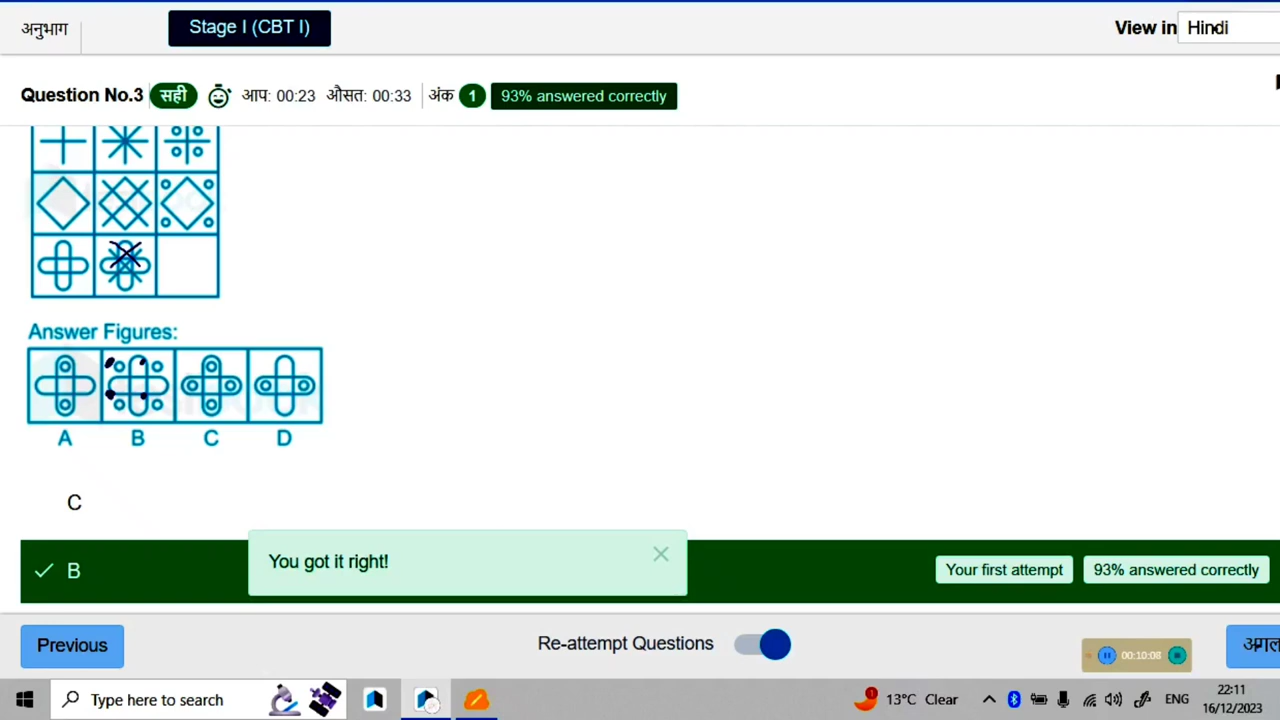 अनुभाग Stage I (CBT I) View in Hindi
Question No.3 सही आप: 00:23 औसत: 00:33 अंक 1 93% answered correctly
Answer Figures:
A B C D
C
You got it right!
B Your first attempt 93% answered correctly
Previous Re-attempt Questions 00:10:08
Type here to search 1 13°C Clear ENG 22:11
16/12/2023